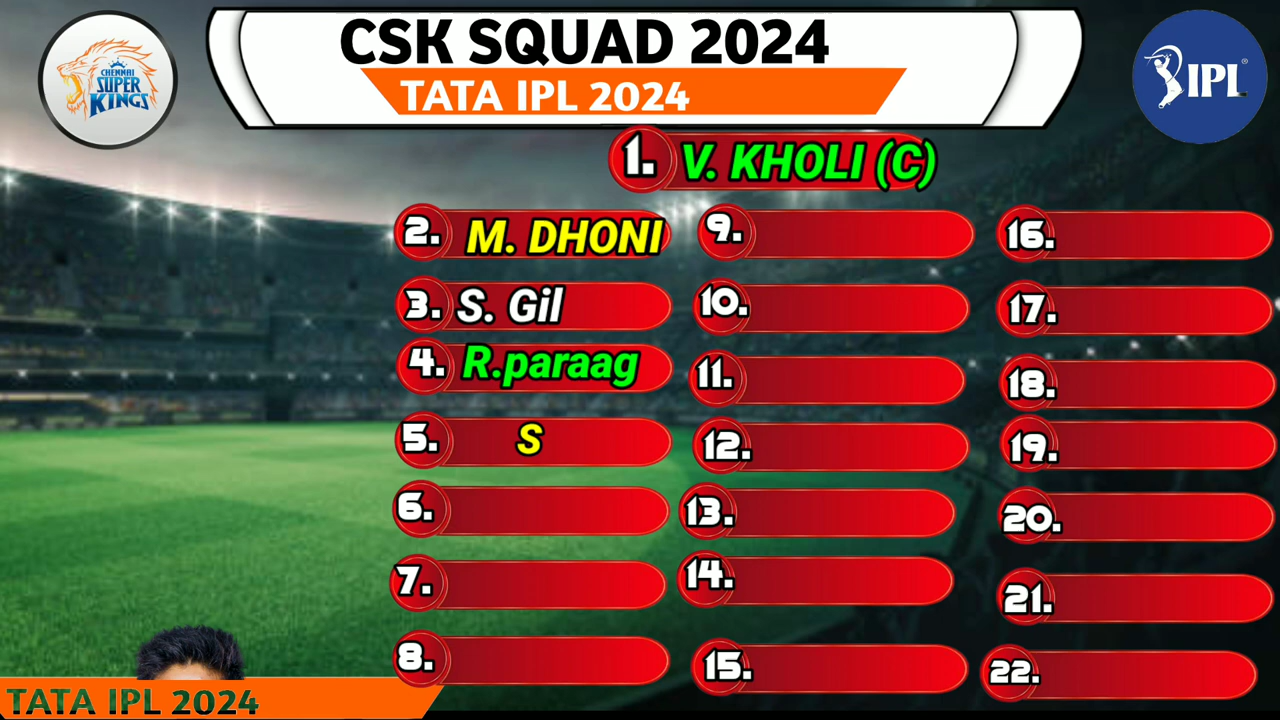 CSK SQUAD 2024
TATA IPL 2024
CHENNAI
SUPER
KINGS
IPL
1. V. KHOLI (C)
2. M. DHONI
3. S. Gil
4. R.paraag
5. S
6.
7.
8.
9.
10.
11.
12.
13.
14.
15.
16.
17.
18.
19.
20.
21.
22.
TATA IPL 2024